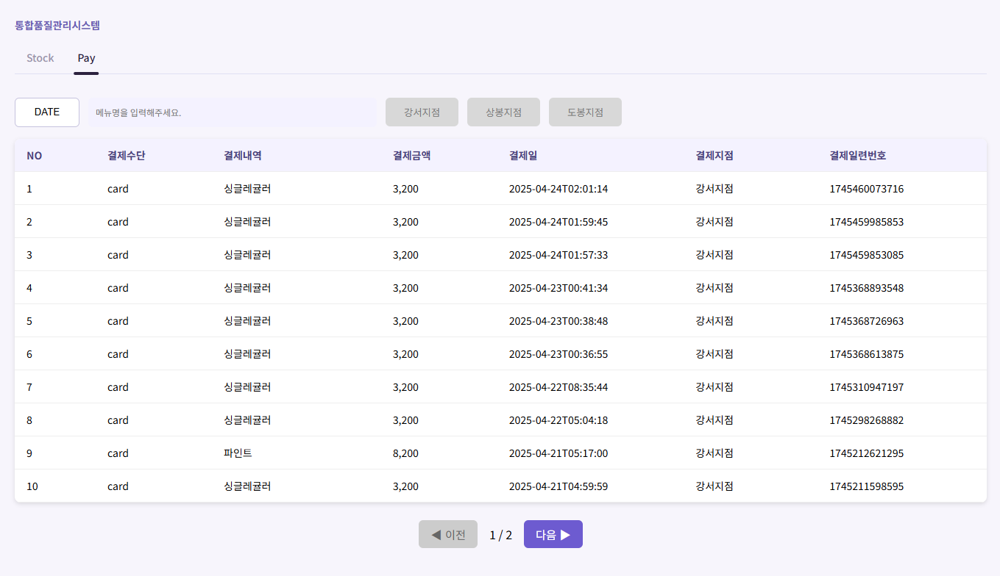 통합품질관리시스템
Stock Pay
DATE 메뉴명을 입력해주세요. 강서지점 상봉지점 도봉지점
NO 결제수단 결제내역 결제금액 결제일 결제지점 결제일련번호
1 card 싱글레귤러 3,200 2025-04-24T02:01:14 강서지점 1745460073716
2 card 싱글레귤러 3,200 2025-04-24T01:59:45 강서지점 1745459985853
3 card 싱글레귤러 3,200 2025-04-24T01:57:33 강서지점 1745459853085
4 card 싱글레귤러 3,200 2025-04-23T00:41:34 강서지점 1745368893548
5 card 싱글레귤러 3,200 2025-04-23T00:38:48 강서지점 1745368726963
6 card 싱글레귤러 3,200 2025-04-23T00:36:55 강서지점 1745368613875
7 card 싱글레귤러 3,200 2025-04-22T08:35:44 강서지점 1745310947197
8 card 싱글레귤러 3,200 2025-04-22T05:04:18 강서지점 1745298268882
9 card 파인트 8,200 2025-04-21T05:17:00 강서지점 1745212621295
10 card 싱글레귤러 3,200 2025-04-21T04:59:59 강서지점 1745211598595
◀ 이전 1 / 2 다음 ▶